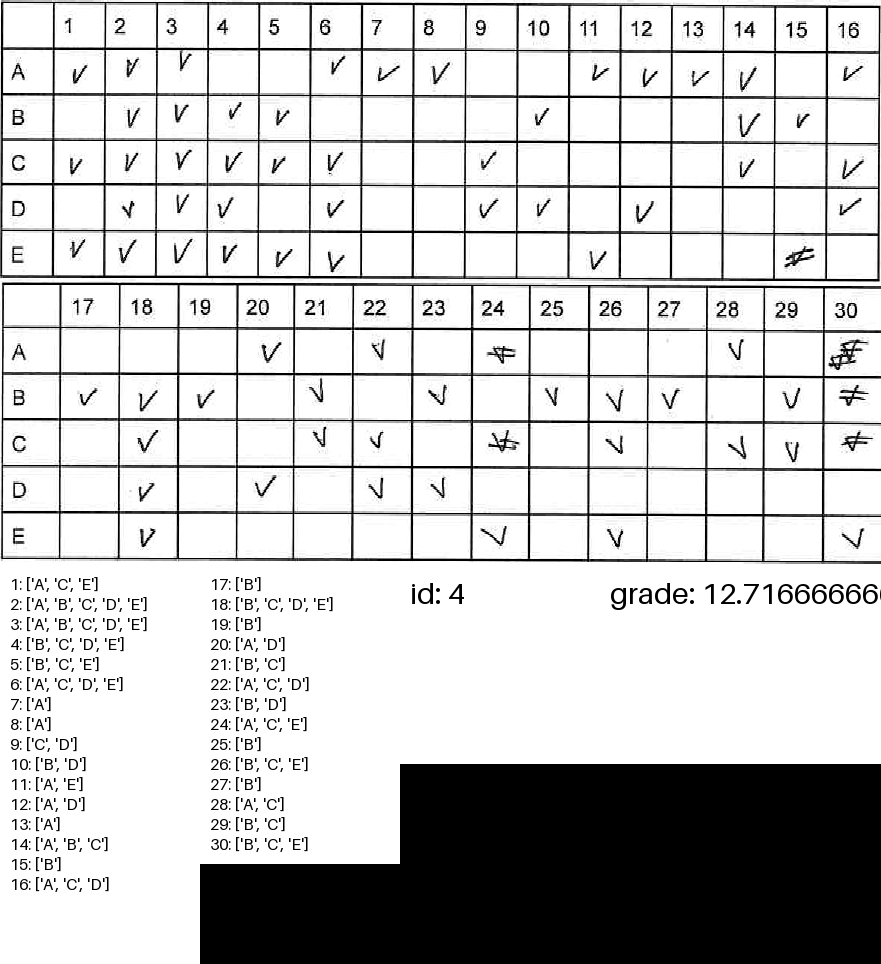 1 2 3 4 5 6 7 8 9 10 11 12 13 14 15 16
A ✓ ✓ ✓ ✓ ✓ ✓ ✓ ✓ ✓ ✓ ✓
B ✓ ✓ ✓ ✓ ✓ ✓ ✓
C ✓ ✓ ✓ ✓ ✓ ✓ ✓ ✓ ✓
D ✓ ✓ ✓ ✓ ✓ ✓ ✓ ✓
E ✓ ✓ ✓ ✓ ✓ ✓ ✓
17 18 19 20 21 22 23 24 25 26 27 28 29 30
A ✓ ✓ ✓
B ✓ ✓ ✓ ✓ ✓ ✓ ✓ ✓ ✓
C ✓ ✓ ✓ ✓ ✓ ✓
D ✓ ✓ ✓ ✓
E ✓ ✓ ✓ ✓
1: ['A', 'C', 'E']
2: ['A', 'B', 'C', 'D', 'E']
3: ['A', 'B', 'C', 'D', 'E']
4: ['B', 'C', 'D', 'E']
5: ['B', 'C', 'E']
6: ['A', 'C', 'D', 'E']
7: ['A']
8: ['A']
9: ['C', 'D']
10: ['B', 'D']
11: ['A', 'E']
12: ['A', 'D']
13: ['A']
14: ['A', 'B', 'C']
15: ['B']
16: ['A', 'C', 'D']
17: ['B']
18: ['B', 'C', 'D', 'E']
19: ['B']
20: ['A', 'D']
21: ['B', 'C']
22: ['A', 'C', 'D']
23: ['B', 'D']
24: ['A', 'C', 'E']
25: ['B']
26: ['B', 'C', 'E']
27: ['B']
28: ['A', 'C']
29: ['B', 'C']
30: ['B', 'C', 'E']
id: 4
grade: 12.71666666